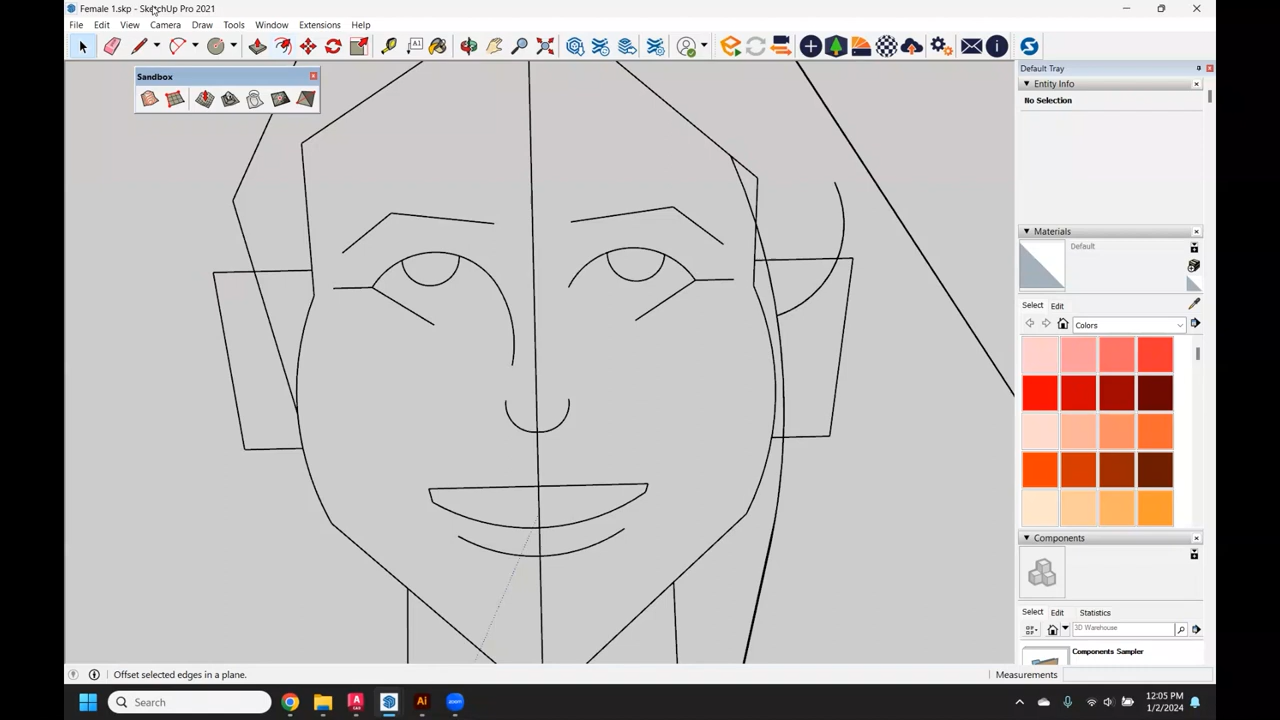 Female 1.skp - SketchUp Pro 2021
File Edit View Camera Draw Tools Window Extensions Help
Sandbox
Default Tray
Entity Info
No Selection
Materials
Default
Select Edit
Colors
Components
Select Edit Statistics
3D Warehouse
Components Sampler
Offset selected edges in a plane.
Measurements
Search
12:05 PM
1/2/2024